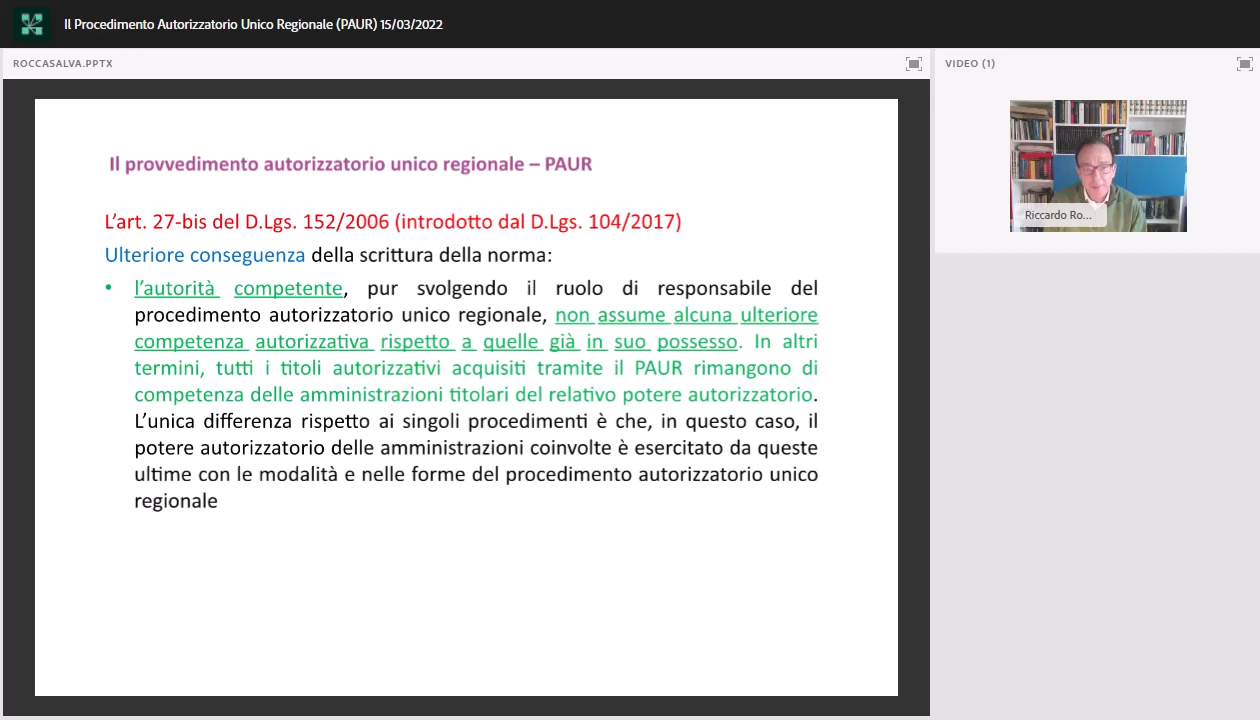 Il Procedimento Autorizzatorio Unico Regionale (PAUR) 15/03/2022
ROCCASALVA.PPTX
VIDEO (1)
Riccardo Ro...
Il provvedimento autorizzatorio unico regionale – PAUR
L'art. 27-bis del D.Lgs. 152/2006 (introdotto dal D.Lgs. 104/2017)
Ulteriore conseguenza della scrittura della norma:
• l'autorità competente, pur svolgendo il ruolo di responsabile del
procedimento autorizzatorio unico regionale, non assume alcuna ulteriore
competenza autorizzativa rispetto a quelle già in suo possesso. In altri
termini, tutti i titoli autorizzativi acquisiti tramite il PAUR rimangono di
competenza delle amministrazioni titolari del relativo potere autorizzatorio.
L'unica differenza rispetto ai singoli procedimenti è che, in questo caso, il
potere autorizzatorio delle amministrazioni coinvolte è esercitato da queste
ultime con le modalità e nelle forme del procedimento autorizzatorio unico
regionale